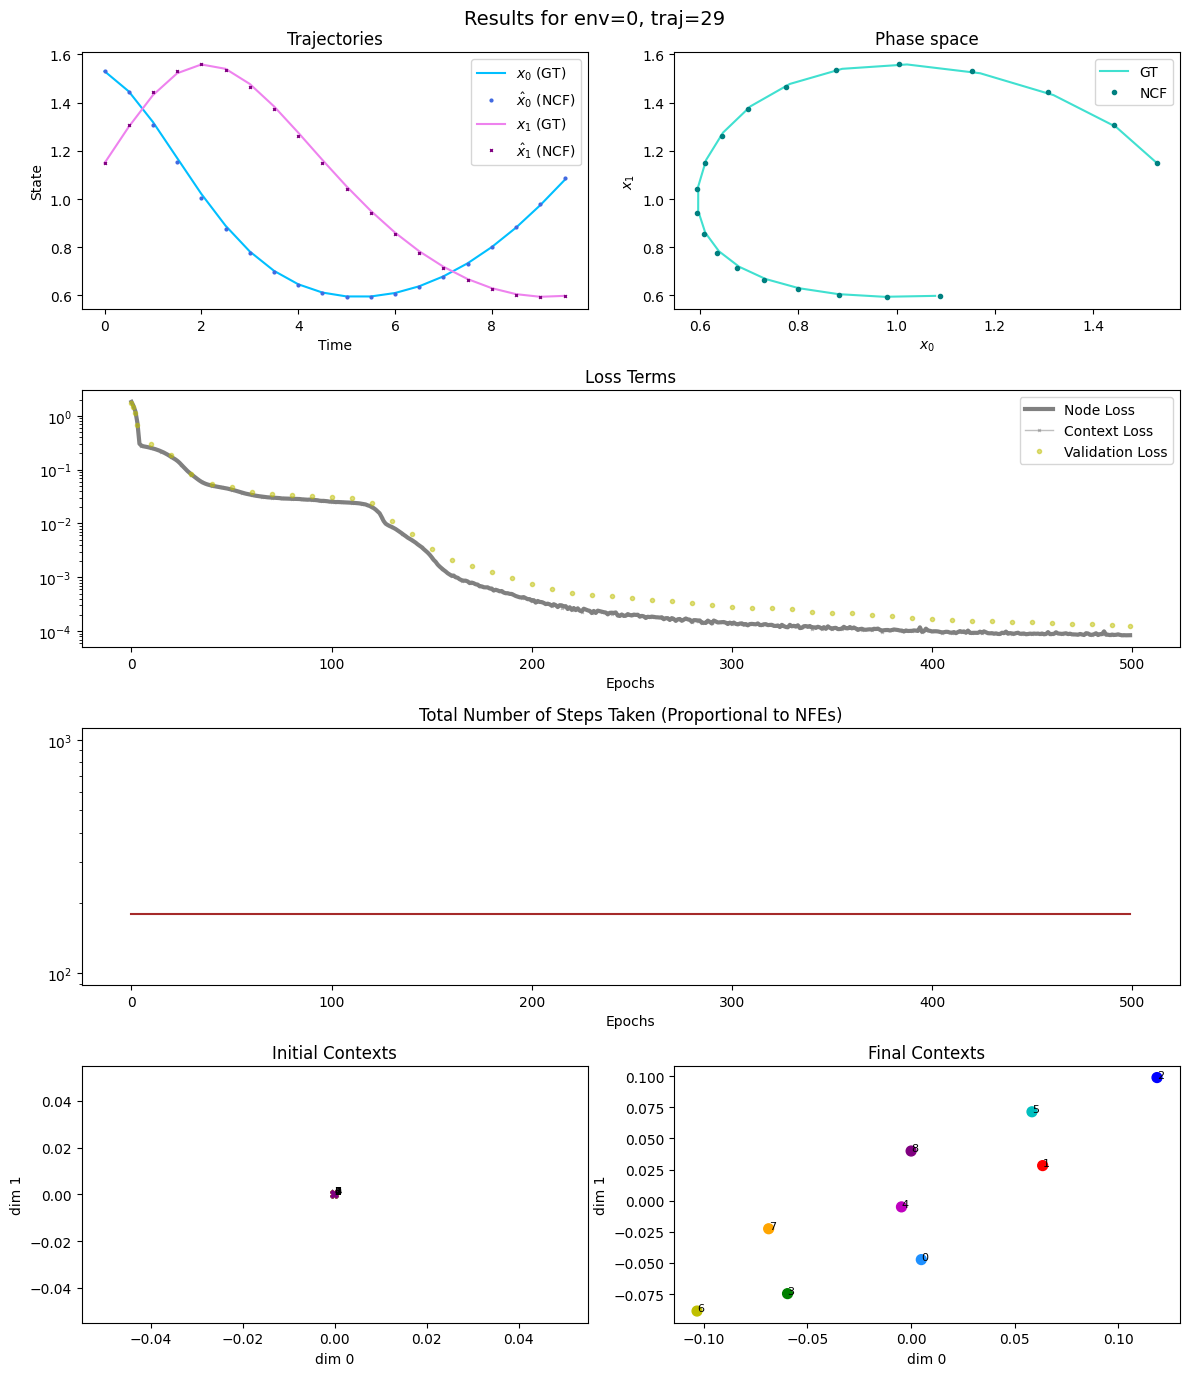 Results for env=0, traj=29
Trajectories
1.6
1.4
1.2
1.0
0.8
0.6
State
0 2 4 6 8
Time
x₀ (GT)
x̂₀ (NCF)
x₁ (GT)
x̂₁ (NCF)
Phase space
1.6
1.4
1.2
1.0
0.8
0.6
x₁
0.6 0.8 1.0 1.2 1.4
x₀
GT
NCF
Loss Terms
10⁰
10⁻¹
10⁻²
10⁻³
10⁻⁴
0 100 200 300 400 500
Epochs
Node Loss
Context Loss
Validation Loss
Total Number of Steps Taken (Proportional to NFEs)
10³
10²
0 100 200 300 400 500
Epochs
Initial Contexts
0.04
0.02
0.00
−0.02
−0.04
dim 1
−0.04 −0.02 0.00 0.02 0.04
dim 0
Final Contexts
0.100
0.075
0.050
0.025
0.000
−0.025
−0.050
−0.075
dim 1
2
5
8
1
4
7
0
3
6
−0.10 −0.05 0.00 0.05 0.10
dim 0